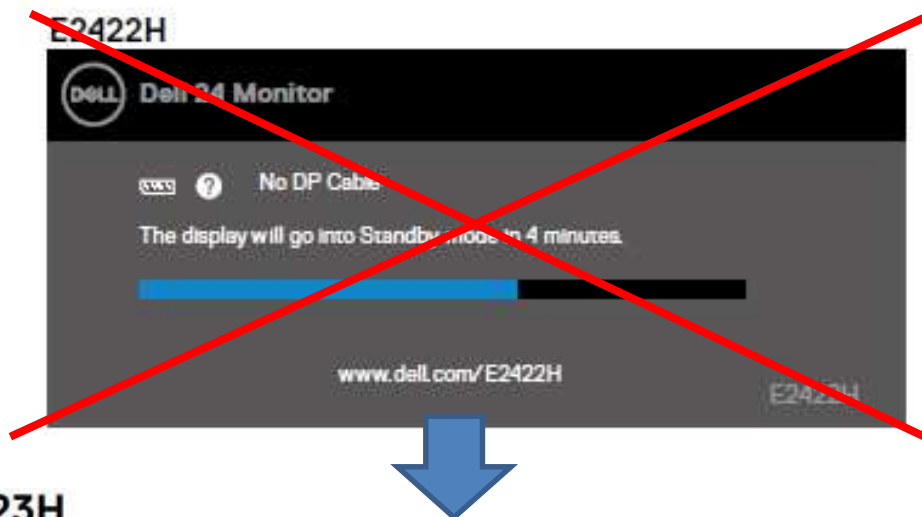 E2422H
DELL Dell 24 Monitor
? No DP Cable
The display will go into Standby mode in 4 minutes.
www.dell.com/E2422H
E2422H
23H